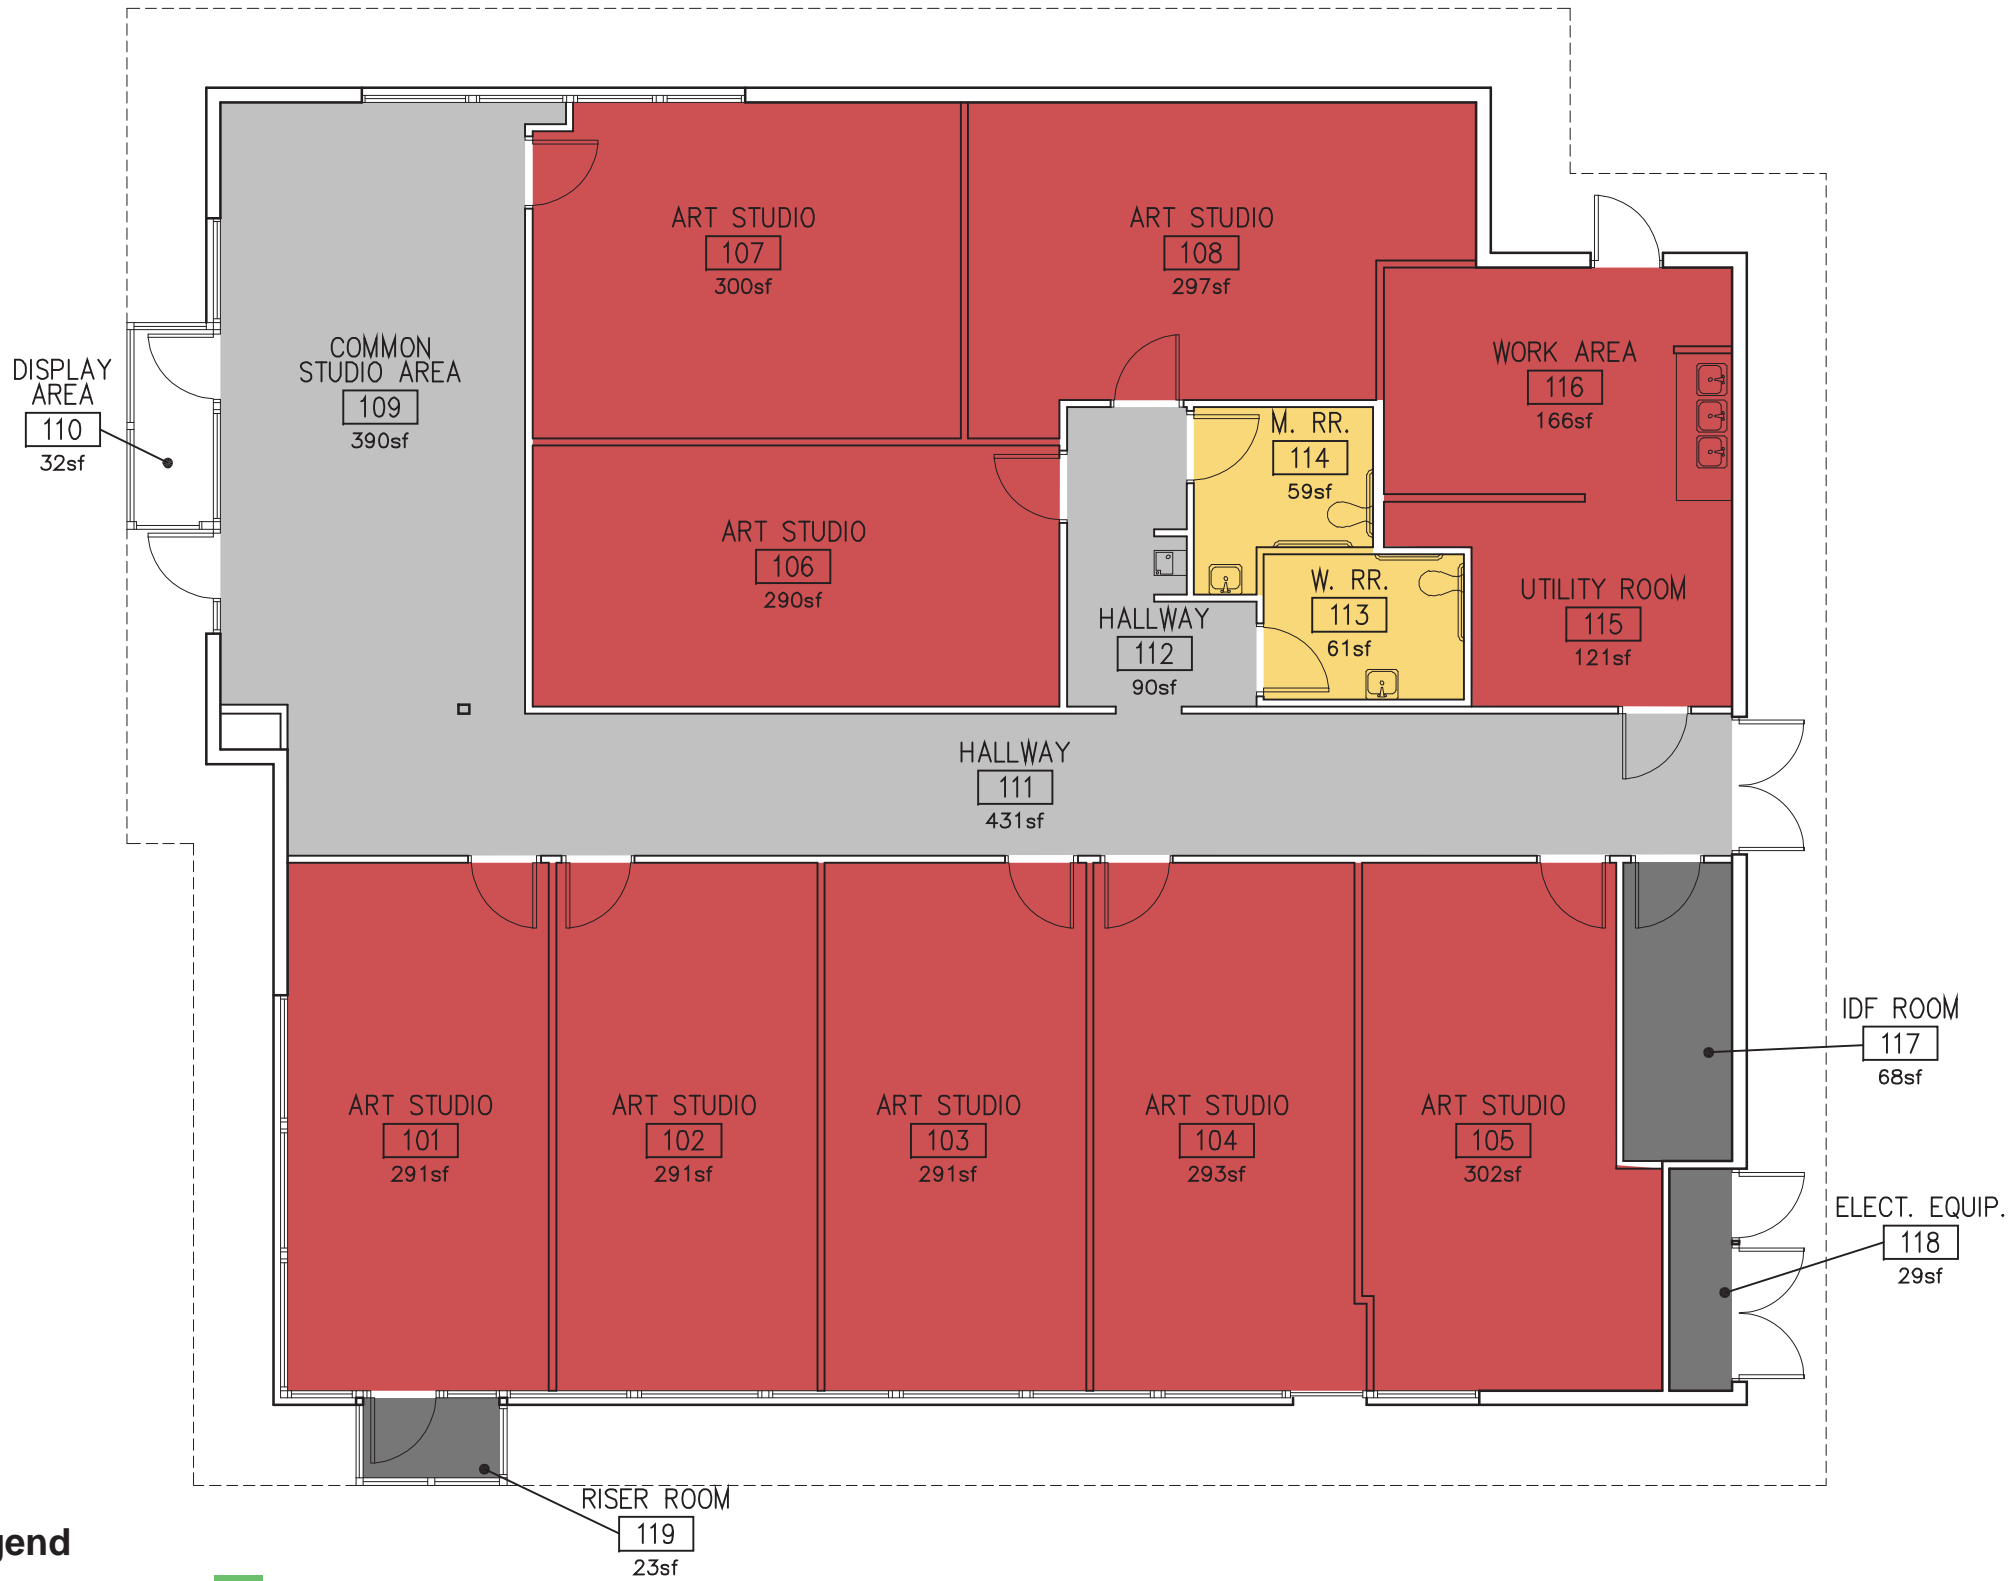 ART STUDIO
107
300sf
ART STUDIO
108
297sf
COMMON
STUDIO AREA
109
390sf
DISPLAY
AREA
110
32sf
WORK AREA
116
166sf
M. RR.
114
59sf
ART STUDIO
106
290sf
W. RR.
113
61sf
UTILITY ROOM
115
121sf
HALLWAY
112
90sf
HALLWAY
111
431sf
ART STUDIO
101
291sf
ART STUDIO
102
291sf
ART STUDIO
103
291sf
ART STUDIO
104
293sf
ART STUDIO
105
302sf
IDF ROOM
117
68sf
ELECT. EQUIP.
118
29sf
RISER ROOM
119
23sf
gend